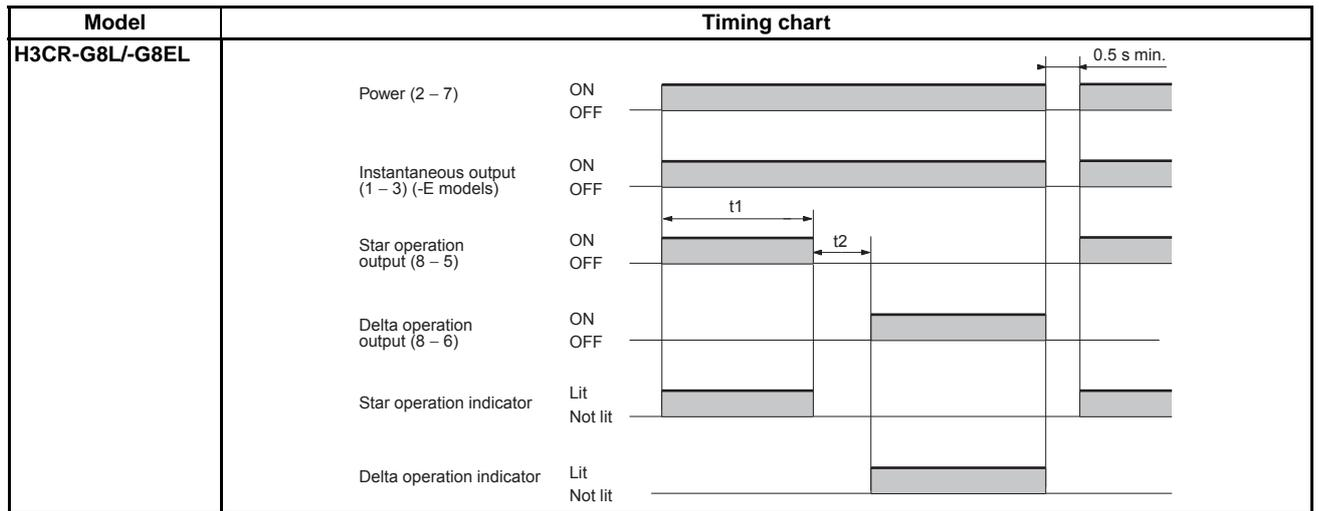 Model
Timing chart
H3CR-G8L/-G8EL
0.5 s min.
Power (2 – 7)
ON
OFF
Instantaneous output
(1 – 3) (-E models)
ON
OFF
t1
Star operation
output (8 – 5)
ON
OFF
t2
Delta operation
output (8 – 6)
ON
OFF
Star operation indicator
Lit
Not lit
Delta operation indicator
Lit
Not lit